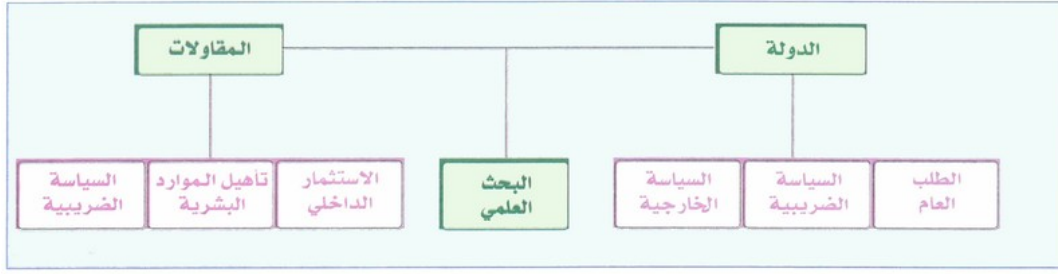 الدولة
المقاولات
الطلب
العام
السياسة
الضريبية
السياسة
الخارجية
البحث
العلمي
الاستثمار
الداخلي
تأهيل الموارد
البشرية
السياسة
الضريبية